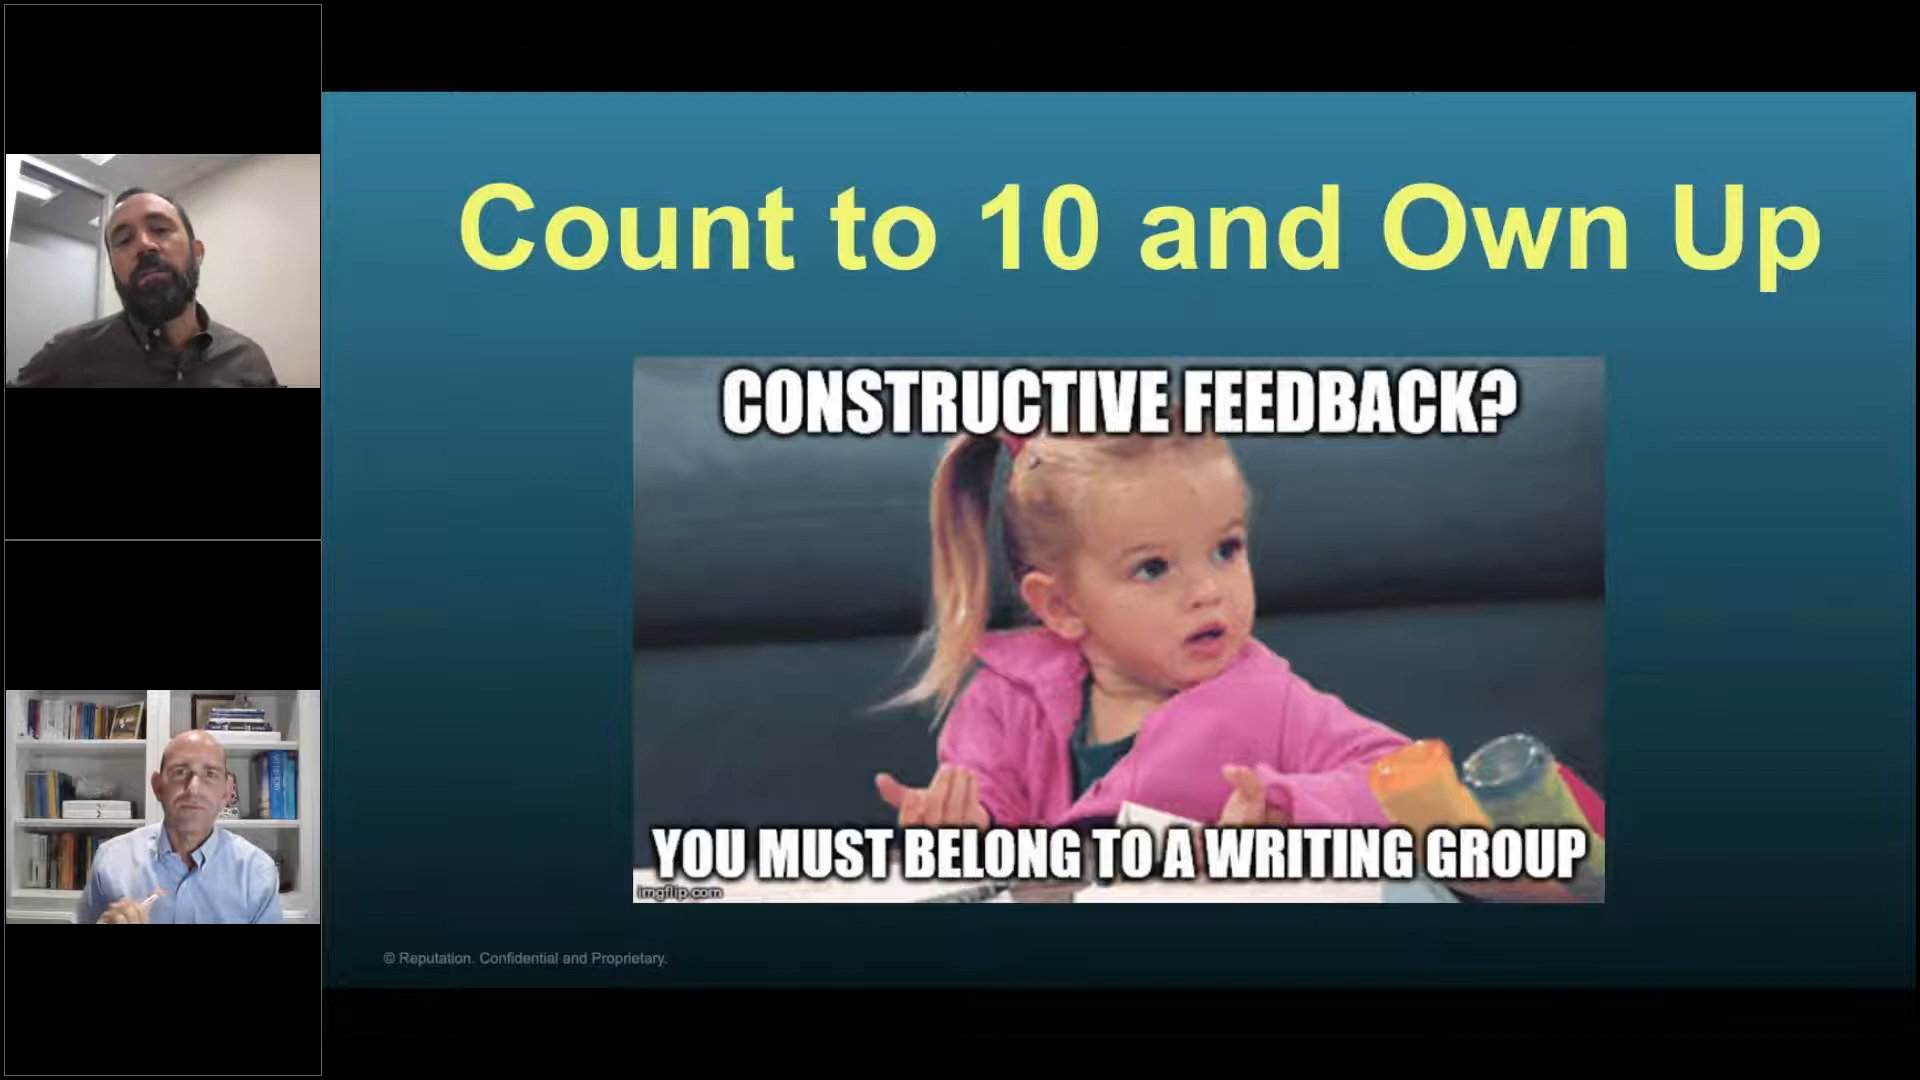 Count to 10 and Own Up
CONSTRUCTIVE FEEDBACK?
YOU MUST BELONG TO A WRITING GROUP
imgflip.com
© Reputation. Confidential and Proprietary.